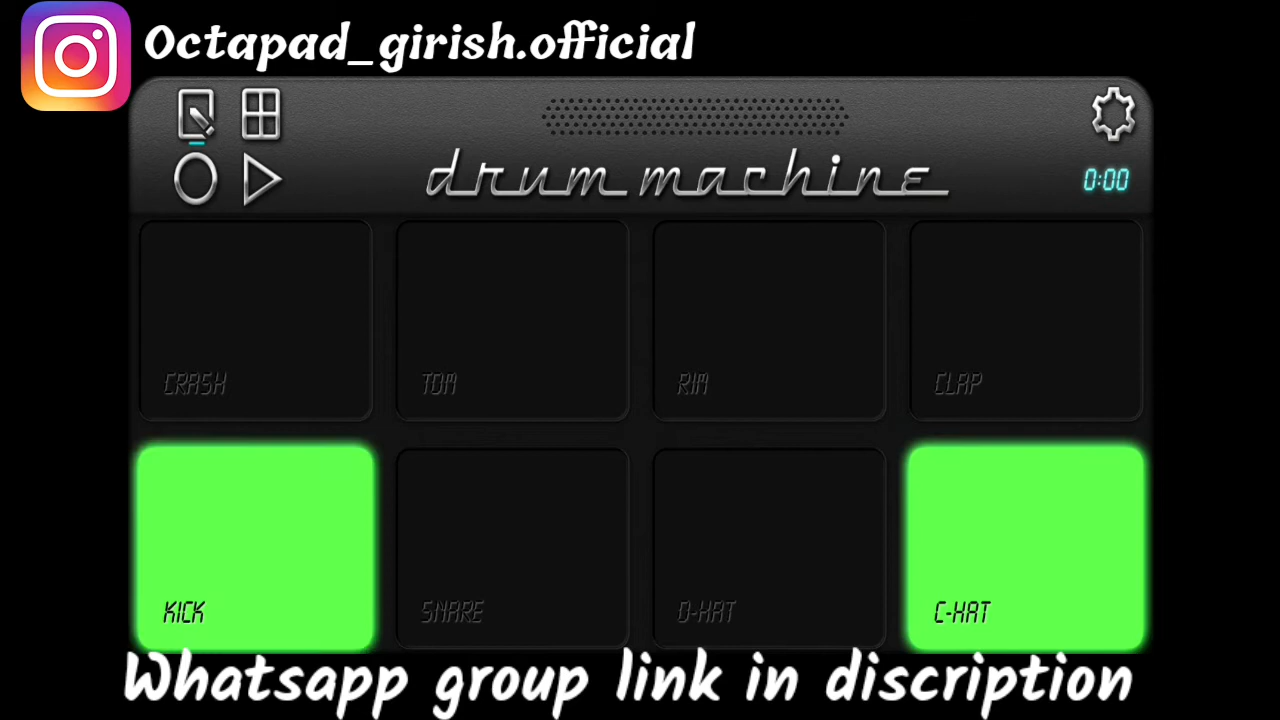 Octapad_girish.official
drum machine
0:00
CRASH TOM RIM CLAP
KICK SNARE O-HAT C-HAT
Whatsapp group link in discription